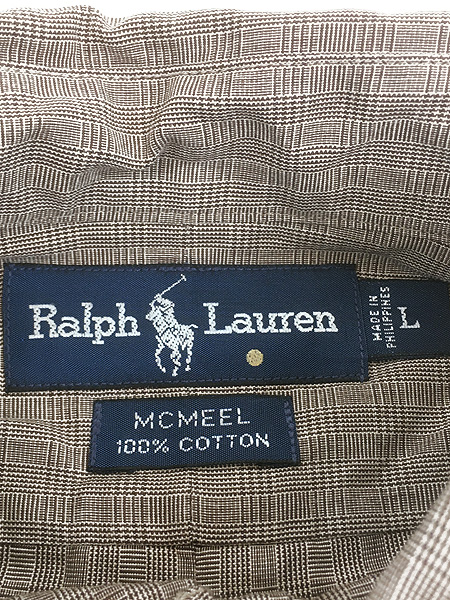 Ralph Lauren
MADE IN
PHILIPPINES
L
MCMEEL
100% COTTON